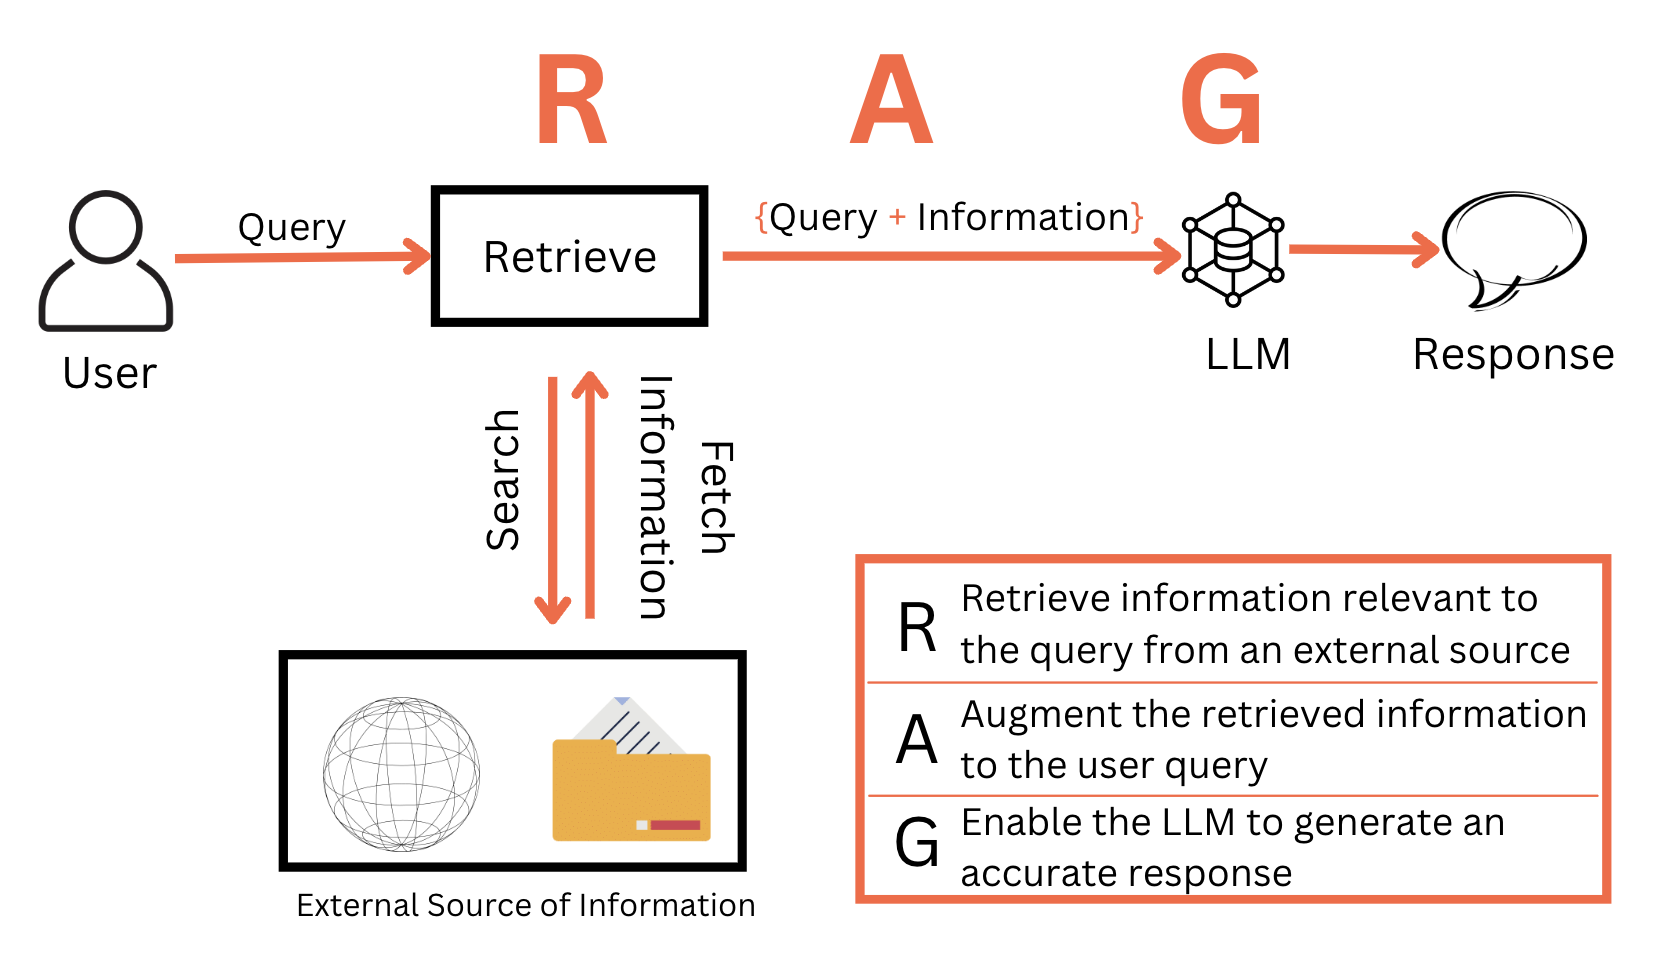 R A G
Query
Retrieve
{Query + Information}
User
LLM
Response
Search
Fetch
Information
External Source of Information
R
Retrieve information relevant to
the query from an external source
A
Augment the retrieved information
to the user query
G
Enable the LLM to generate an
accurate response